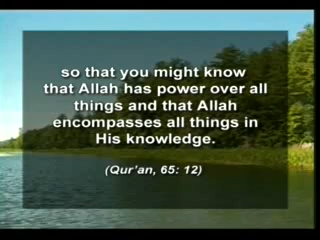 so that you might know
that Allah has power over all
things and that Allah
encompasses all things in
His knowledge.
(Qur'an, 65: 12)